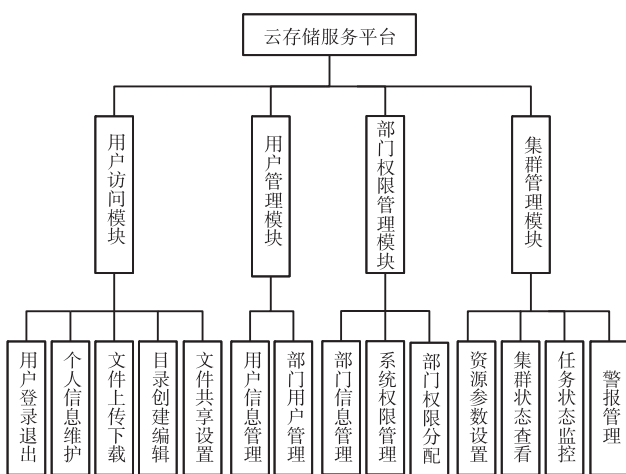 云存储服务平台
用户访问模块
用户管理模块
部门权限管理模块
集群管理模块
用户登录退出
个人信息维护
文件上传下载
目录创建编辑
文件共享设置
用户信息管理
部门用户管理
部门信息管理
系统权限管理
部门权限分配
资源参数设置
集群状态查看
任务状态监控
警报管理